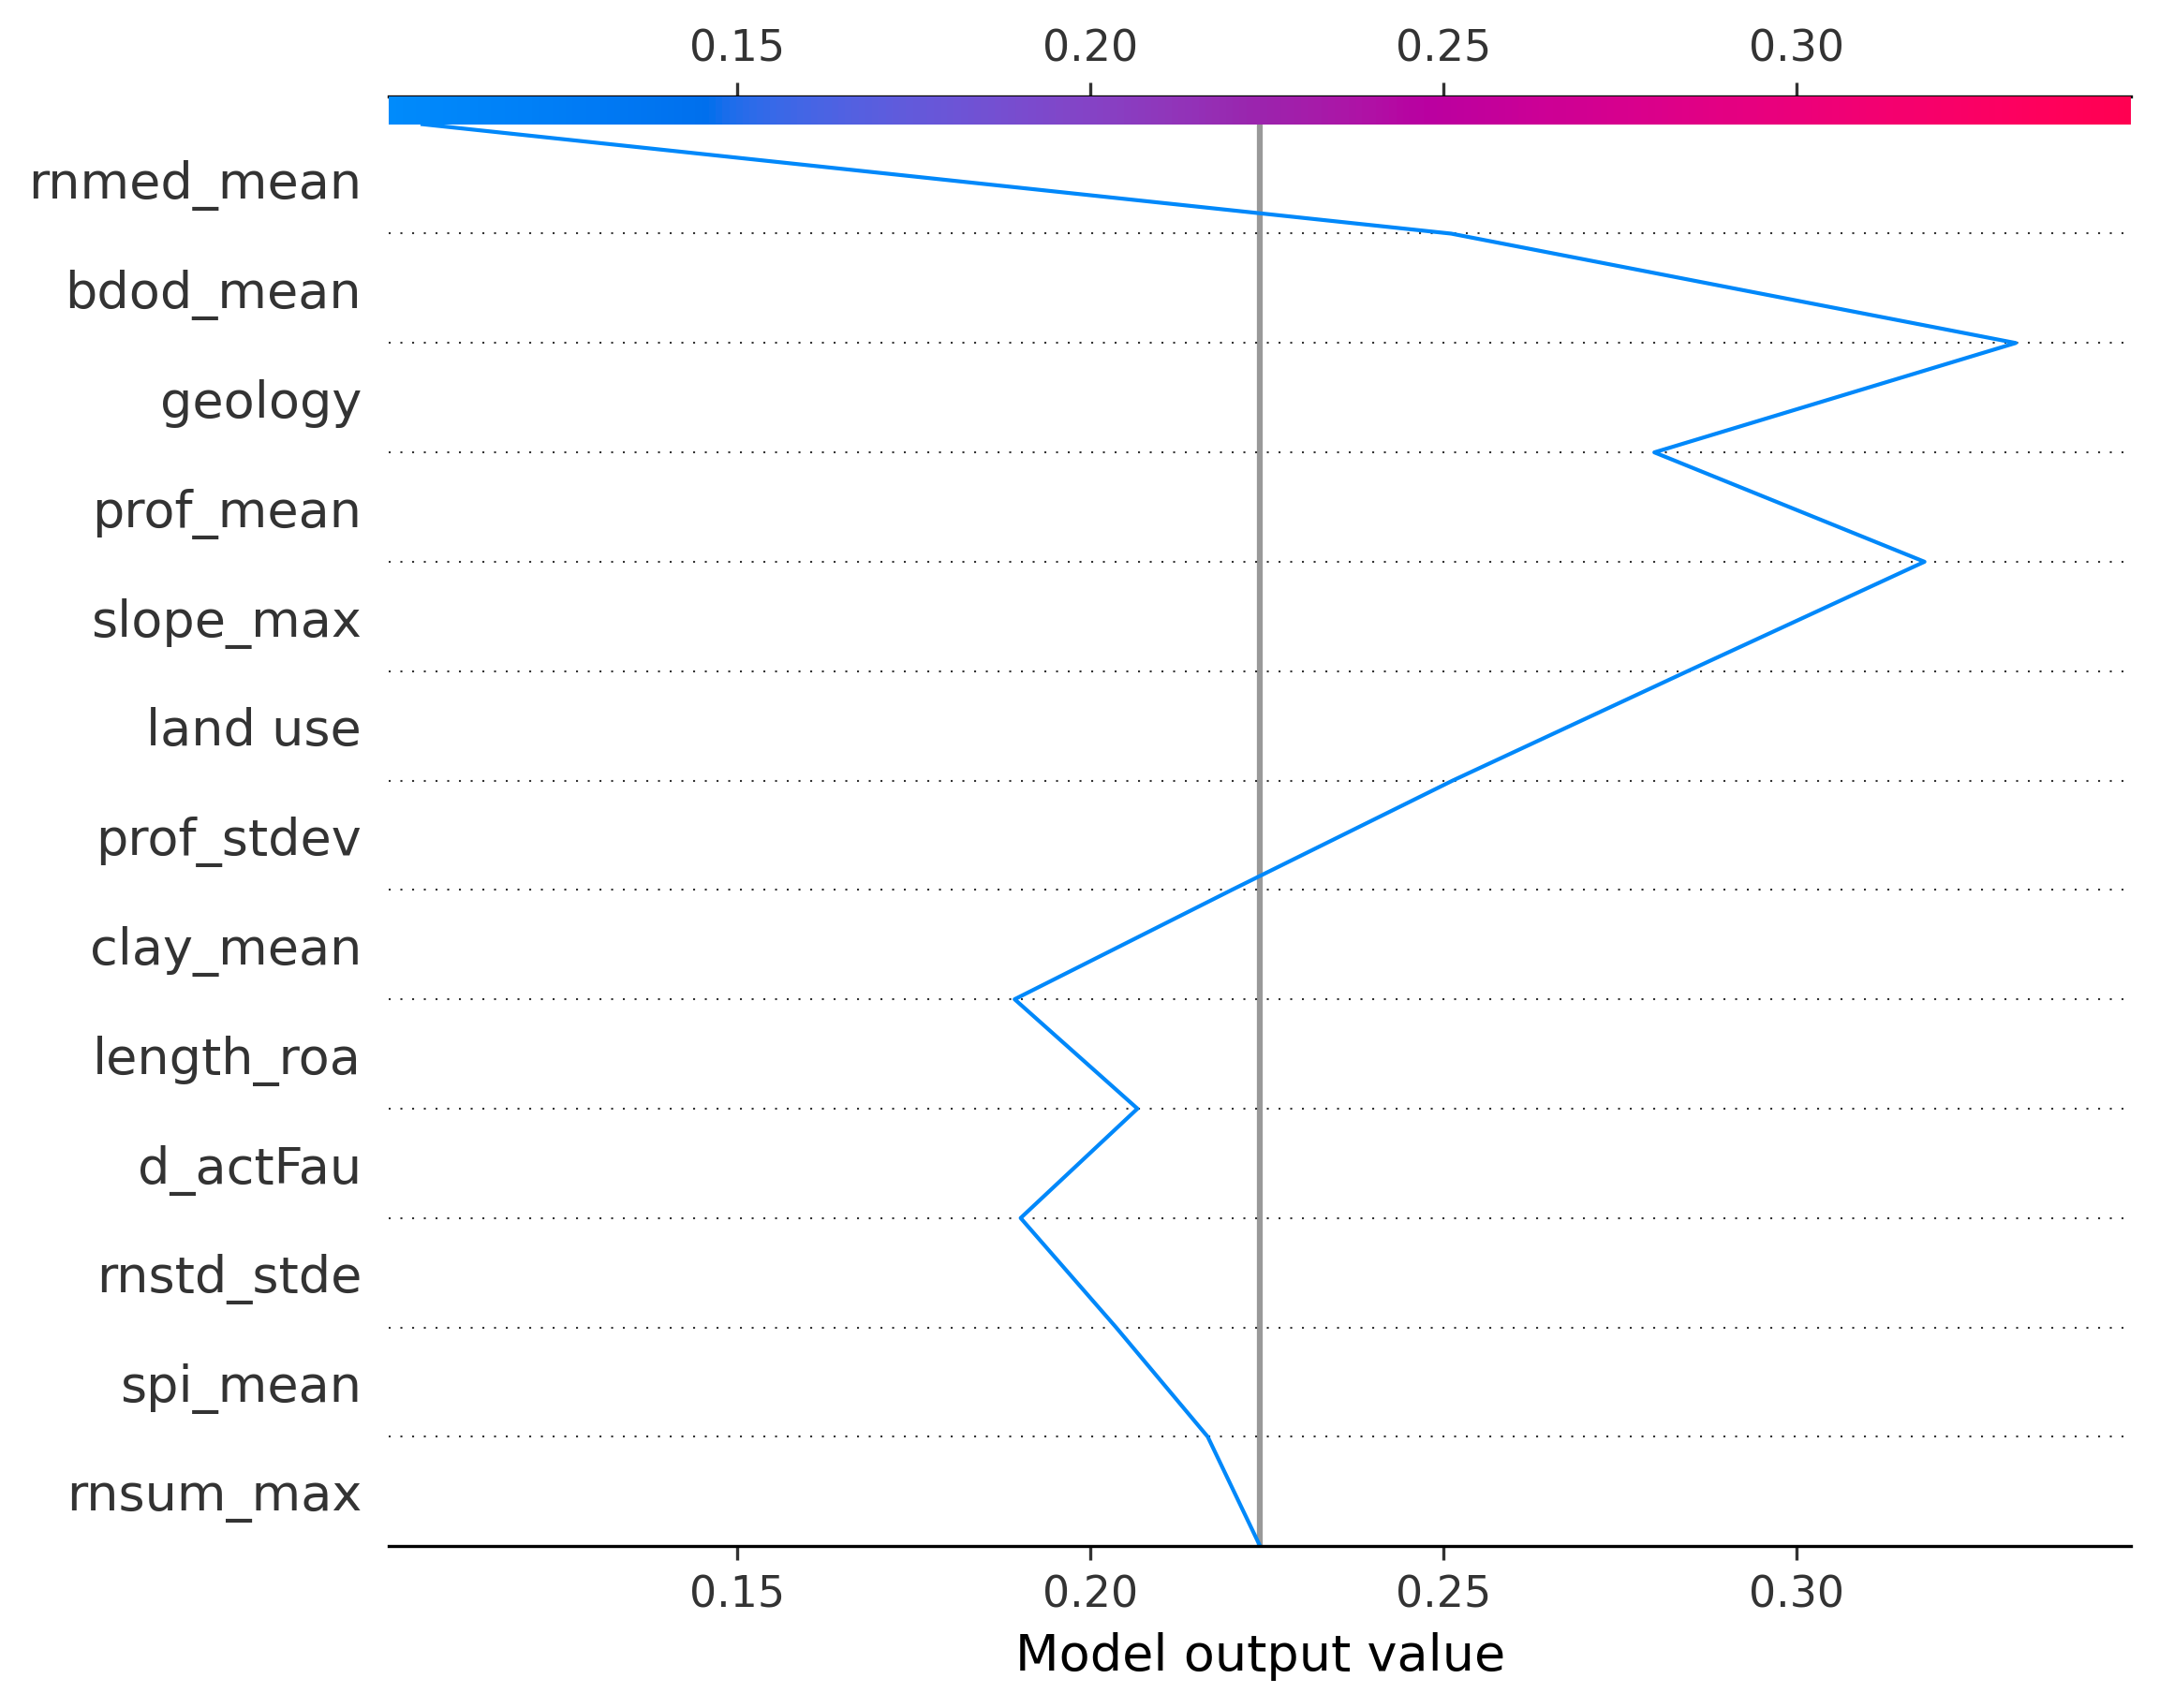 0.15 0.20 0.25 0.30
rnmed_mean
bdod_mean
geology
prof_mean
slope_max
land use
prof_stdev
clay_mean
length_roa
d_actFau
rnstd_stde
spi_mean
rnsum_max
0.15 0.20 0.25 0.30
Model output value